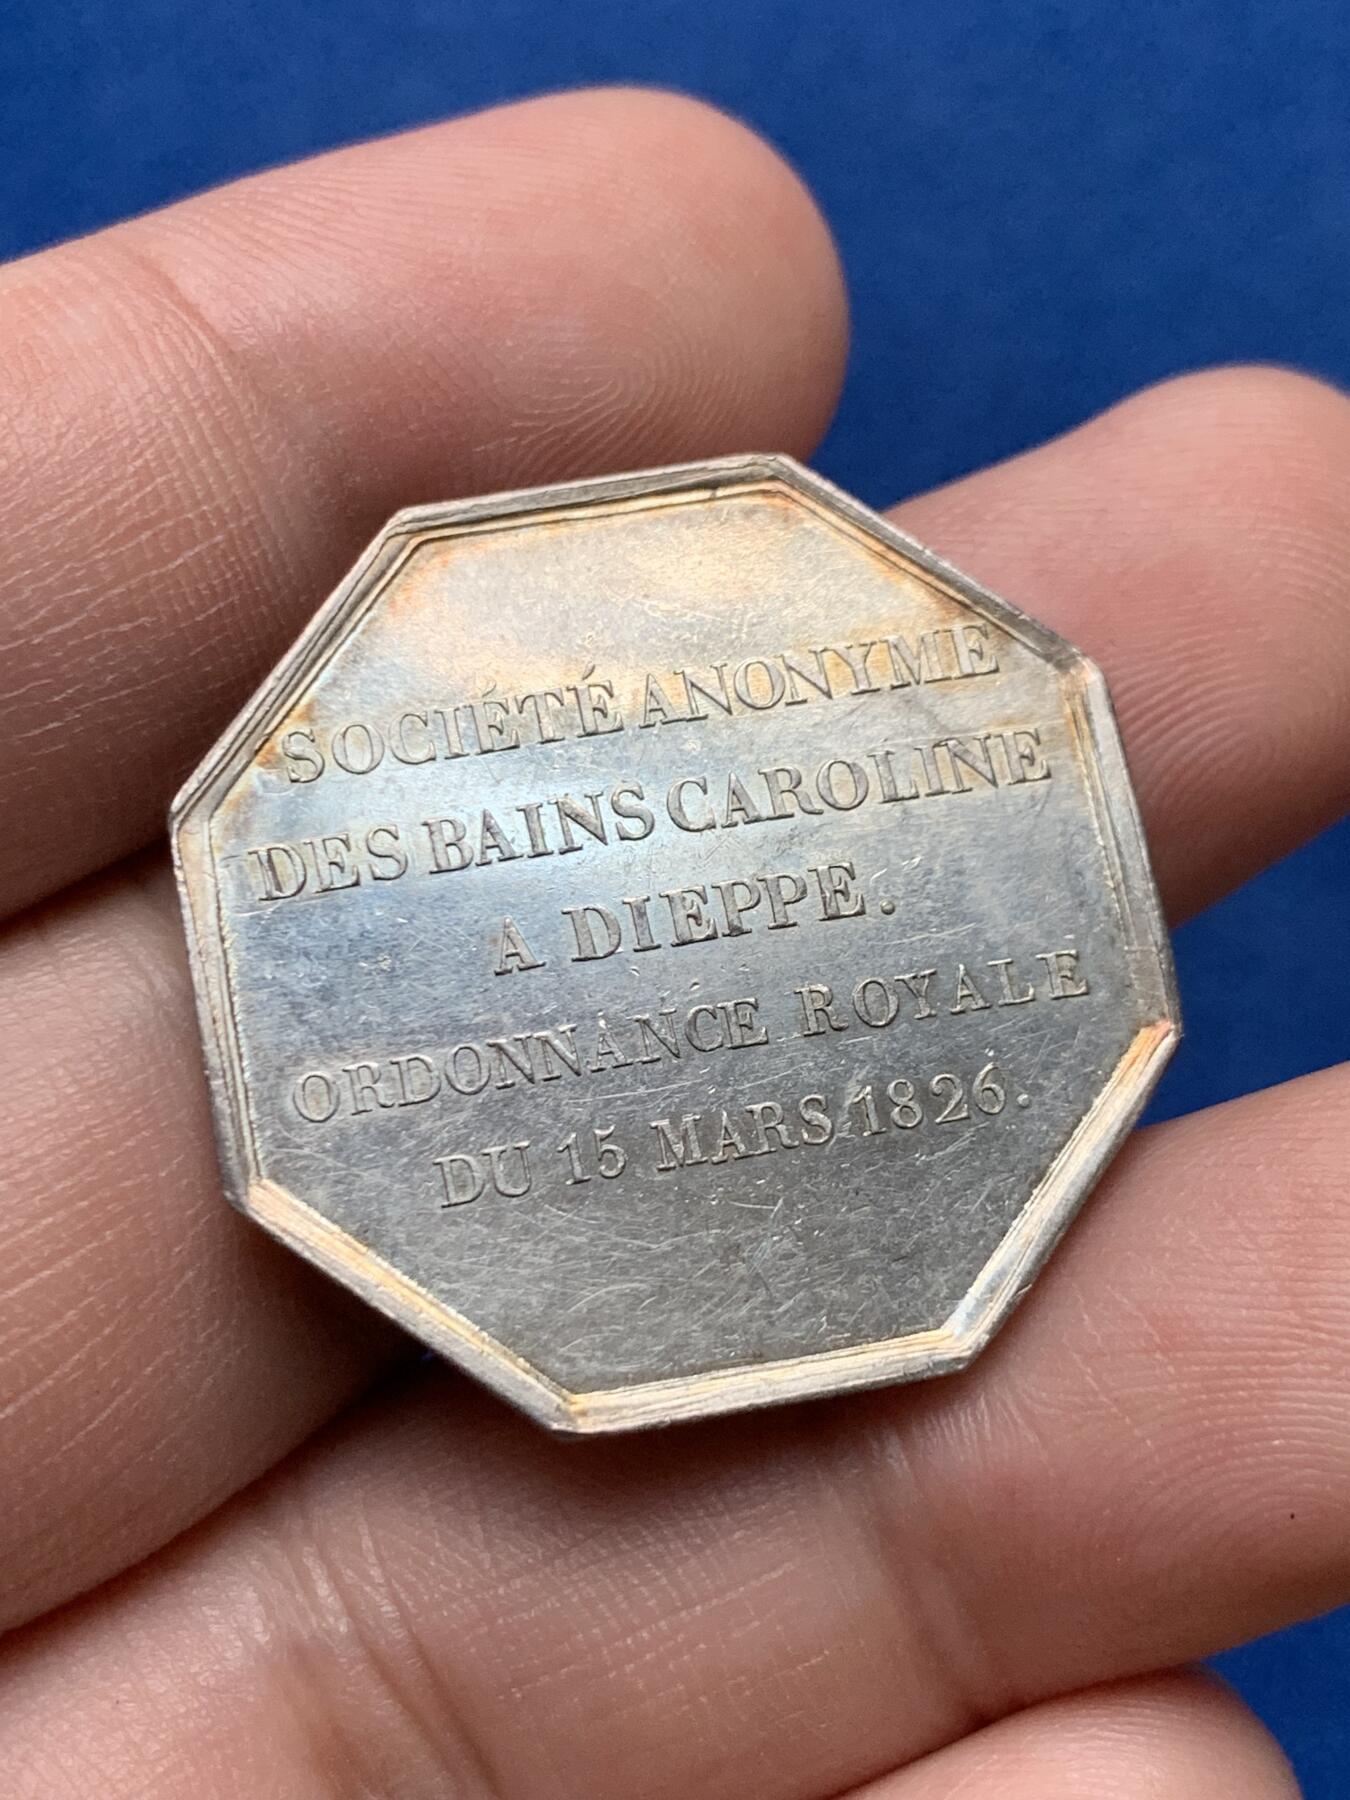 SOCIÉTÉ ANONYME
DES BAINS CAROLINE
A DIEPPE.
ORDONNANCE ROYALE
DU 15 MARS 1826.